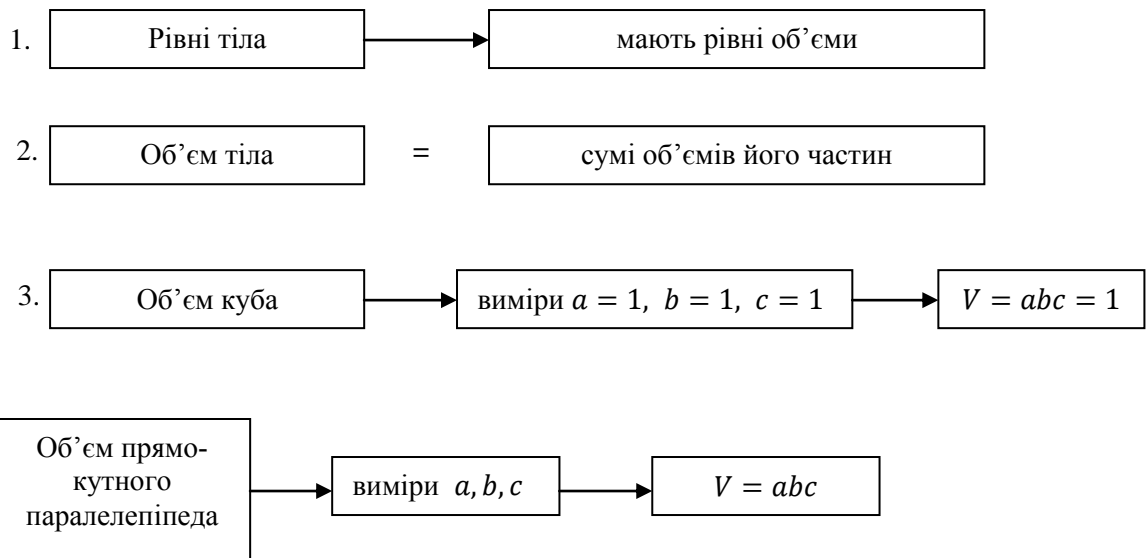 1. Рівні тіла мають рівні об’єми
2. Об’єм тіла = сумі об’ємів його частин
3. Об’єм куба виміри a = 1, b = 1, c = 1 V = abc = 1
Об’єм прямо-
кутного
паралелепіпеда
виміри a, b, c
V = abc